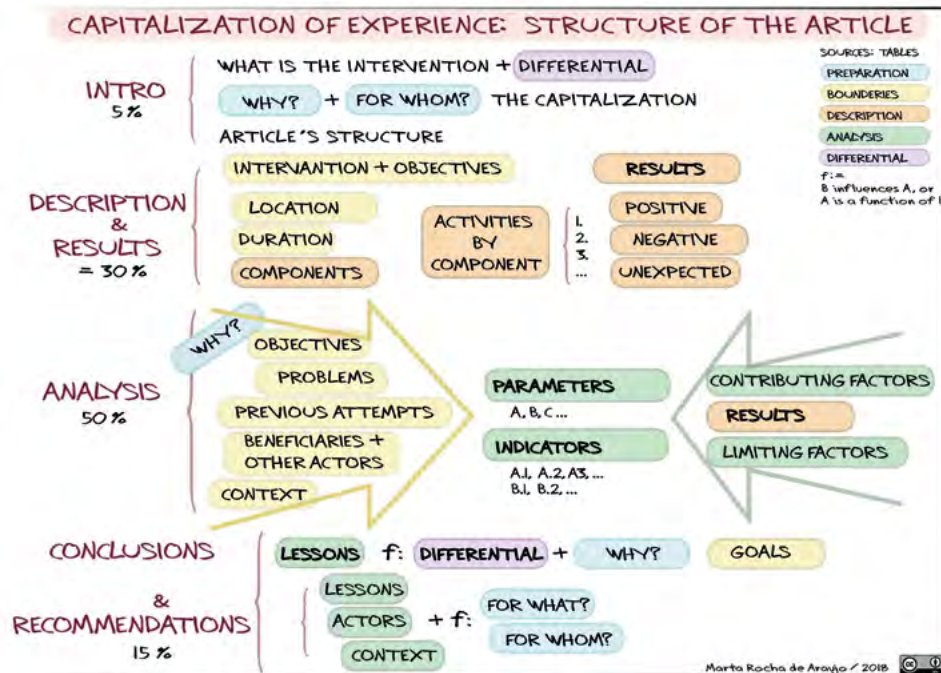 CAPITALIZATION OF EXPERIENCE: STRUCTURE OF THE ARTICLE
INTRO
5%
WHAT IS THE INTERVENTION + DIFFERENTIAL
WHY? + FOR WHOM? THE CAPITALIZATION
ARTICLE'S STRUCTURE
SOURCES: TABLES
PREPARATION
BOUNDERIES
DESCRIPTION
ANALYSIS
DIFFERENTIAL
f:=
B influences A, or
A is a function of
DESCRIPTION
&
RESULTS
= 30%
INTERVANTION + OBJECTIVES
LOCATION
DURATION
COMPONENTS
ACTIVITIES
BY
COMPONENT
1.
2.
3.
...
RESULTS
POSITIVE
NEGATIVE
UNEXPECTED
ANALYSIS
50%
WHY?
OBJECTIVES
PROBLEMS
PREVIOUS ATTEMPTS
BENEFICIARIES +
OTHER ACTORS
CONTEXT
PARAMETERS
A, B, C ...
INDICATORS
A.1, A.2, A3, ...
B.1, B.2, ...
CONTRIBUTING FACTORS
RESULTS
LIMITING FACTORS
CONCLUSIONS
&
RECOMMENDATIONS
15%
LESSONS f: DIFFERENTIAL + WHY? GOALS
LESSONS
ACTORS + f:
CONTEXT
FOR WHAT?
FOR WHOM?
Marta Rocha de Araujo / 2018